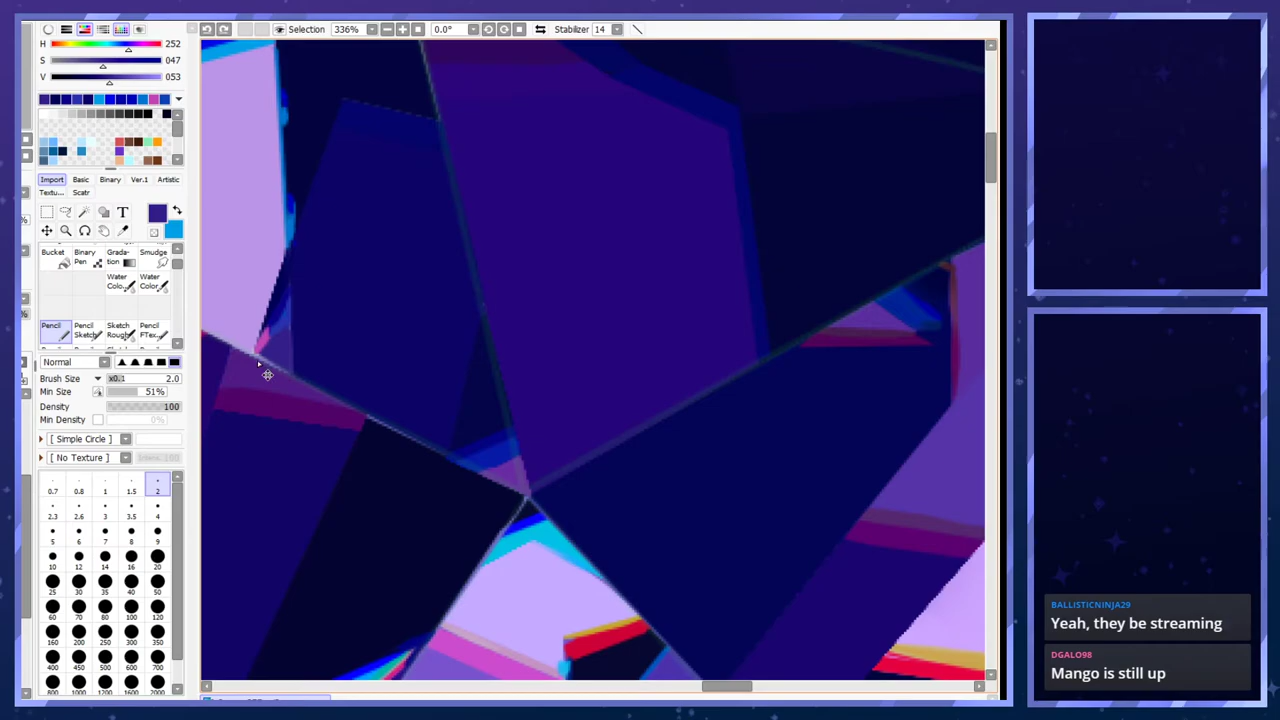 Selection 336% 0.0° Stabilizer 14
H 252
S 047
V 053
Import Basic Binary Ver.1 Artistic
Textu... Scatr
T
Bucket Binary Pen Grada-tion Smudge
Water Colo... Water Colo...
Pencil Pencil Sketch Sketch Rough Pencil FTex...
Normal
Brush Size x0.1 2.0
Min Size 51%
Density 100
Min Density 0%
[ Simple Circle ]
[ No Texture ]
0.7 0.8 1 1.5 2
2.3 2.6 3 3.5 4
5 6 7 8 9
10 12 14 16 20
25 30 35 40 50
60 70 80 100 120
160 200 250 300 350
400 450 500 600 700
800 1000 1200 1600 2000
BALLISTICNINJA29
Yeah, they be streaming
DGALO98
Mango is still up